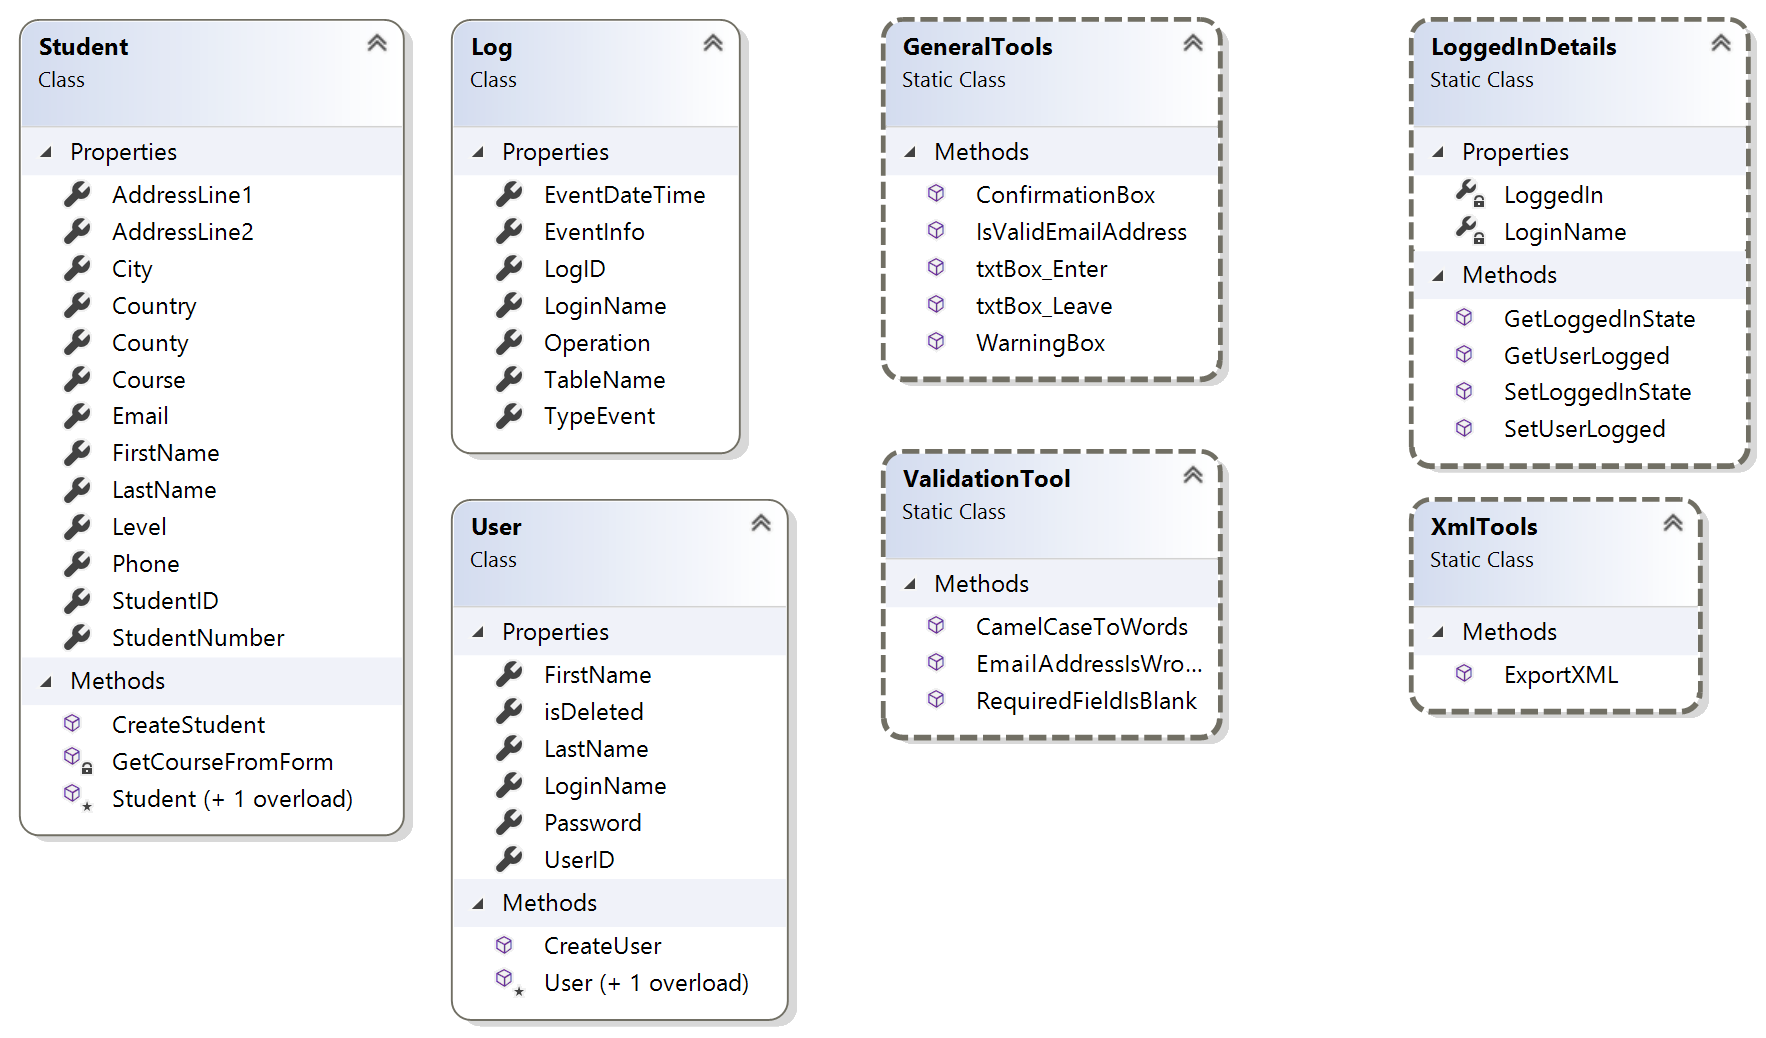 Student
Class
Properties
AddressLine1
AddressLine2
City
Country
County
Course
Email
FirstName
LastName
Level
Phone
StudentID
StudentNumber
Methods
CreateStudent
GetCourseFromForm
Student (+ 1 overload)
Log
Class
Properties
EventDateTime
EventInfo
LogID
LoginName
Operation
TableName
TypeEvent
User
Class
Properties
FirstName
isDeleted
LastName
LoginName
Password
UserID
Methods
CreateUser
User (+ 1 overload)
GeneralTools
Static Class
Methods
ConfirmationBox
IsValidEmailAddress
txtBox_Enter
txtBox_Leave
WarningBox
ValidationTool
Static Class
Methods
CamelCaseToWords
EmailAddressIsWro...
RequiredFieldIsBlank
LoggedInDetails
Static Class
Properties
LoggedIn
LoginName
Methods
GetLoggedInState
GetUserLogged
SetLoggedInState
SetUserLogged
XmlTools
Static Class
Methods
ExportXML